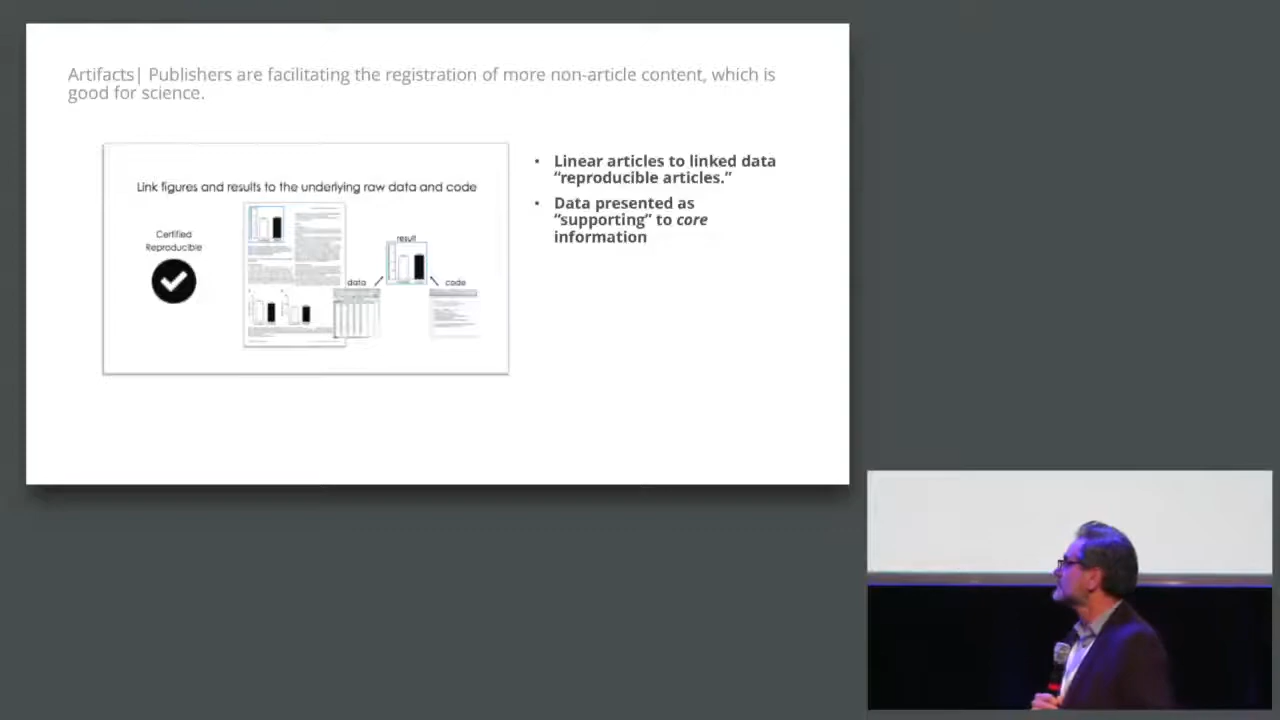 Artifacts| Publishers are facilitating the registration of more non-article content, which is
good for science.
Link figures and results to the underlying raw data and code
Certified
Reproducible
result
data
code
• Linear articles to linked data
“reproducible articles.”
• Data presented as
“supporting” to core
information